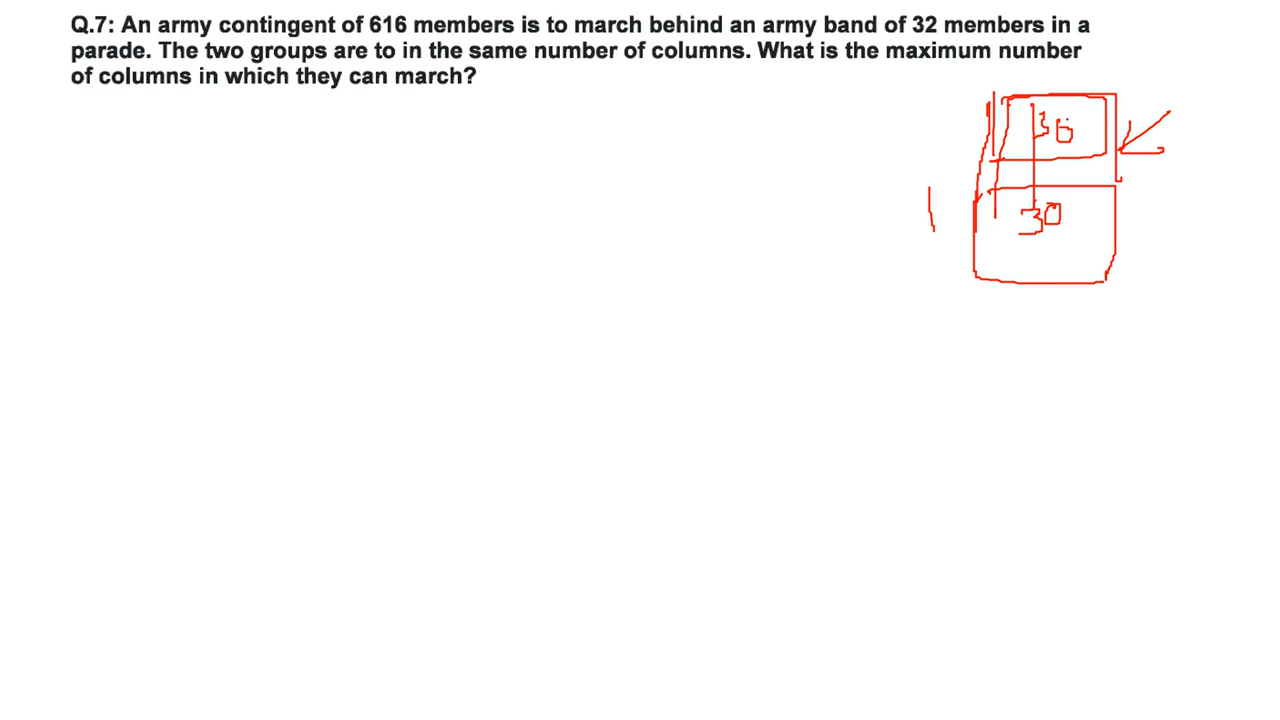 Q.7: An army contingent of 616 members is to march behind an army band of 32 members in a
parade. The two groups are to in the same number of columns. What is the maximum number
of columns in which they can march?
36
30